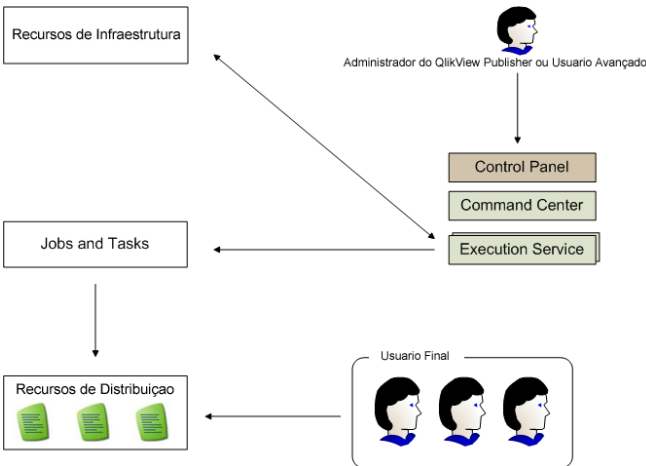 Recursos de Infraestrutura
Administrador do QlikView Publisher ou Usuario Avançado
Control Panel
Command Center
Execution Service
Jobs and Tasks
Usuario Final
Recursos de Distribuiçao